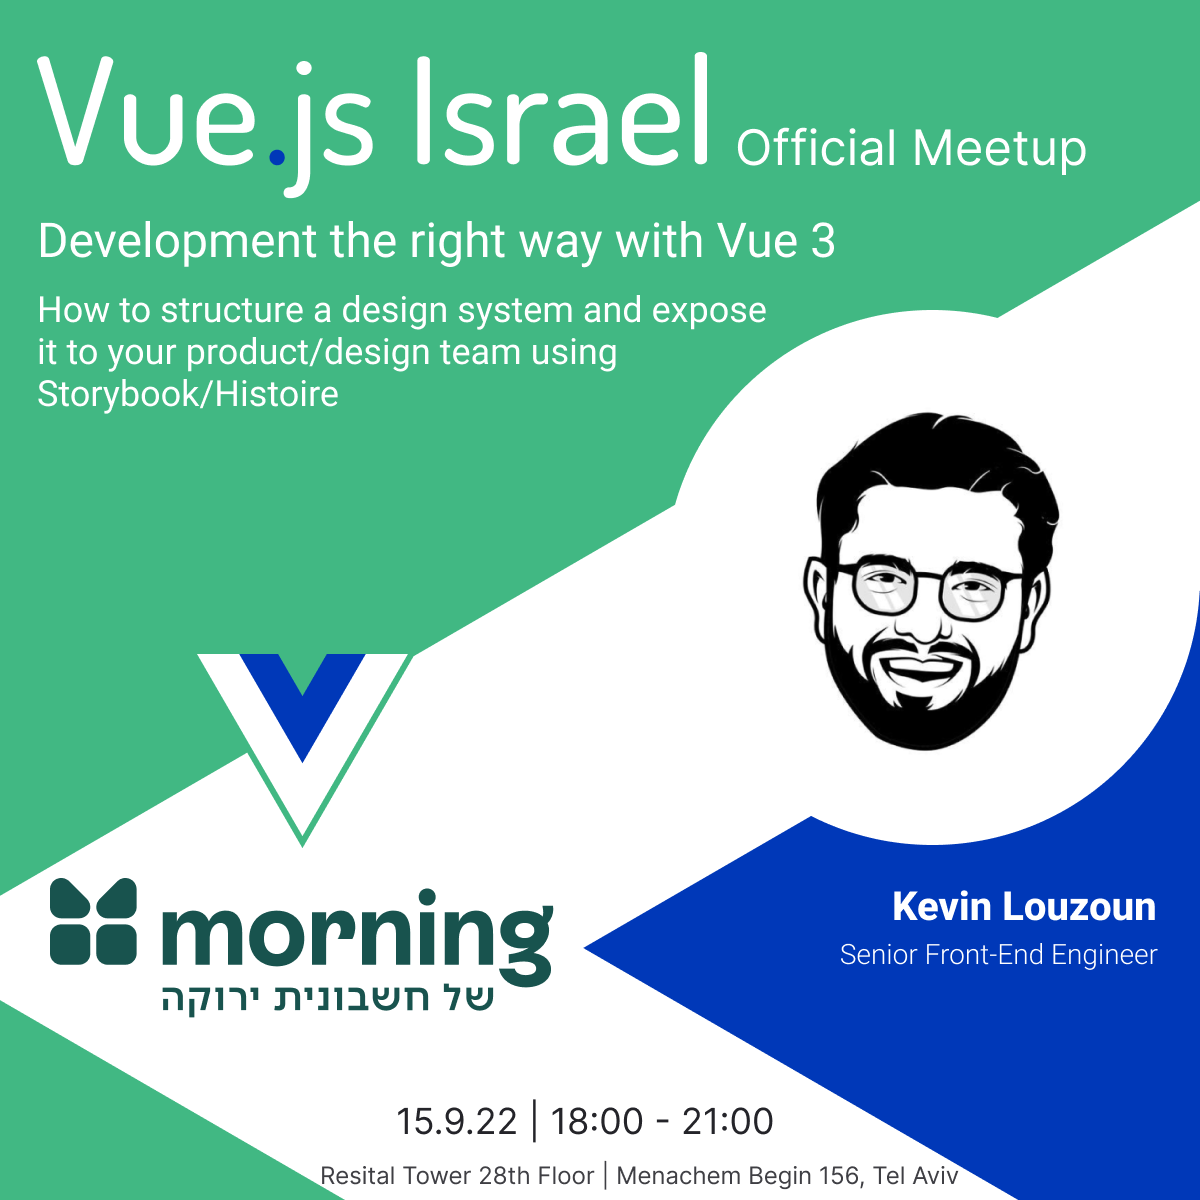 Vue.js Israel Official Meetup
Development the right way with Vue 3
How to structure a design system and expose
it to your product/design team using
Storybook/Histoire
morning
של חשבונית ירוקה
Kevin Louzoun
Senior Front-End Engineer
15.9.22 | 18:00 - 21:00
Resital Tower 28th Floor | Menachem Begin 156, Tel Aviv